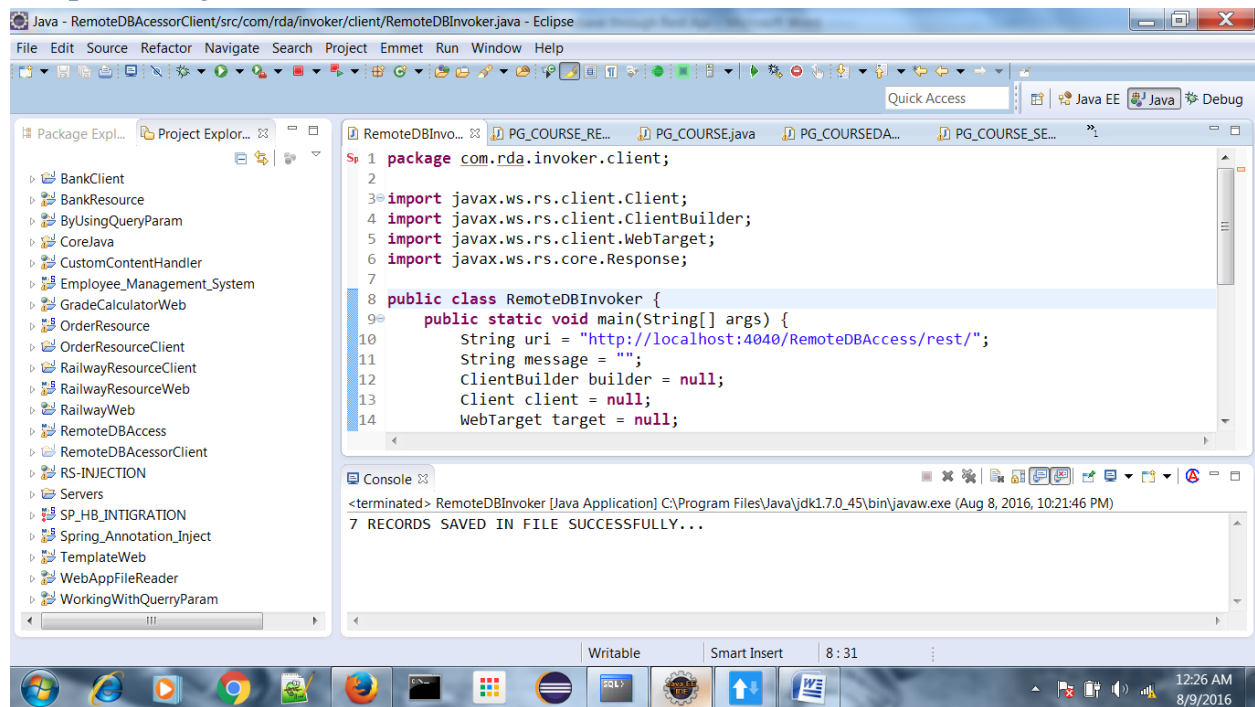 Java - RemoteDBAcessorClient/src/com/rda/invoker/client/RemoteDBInvoker.java - Eclipse
File Edit Source Refactor Navigate Search Project Emmet Run Window Help
Quick Access
Java EE
Java
Debug
Package Expl...
Project Explor...
BankClient
BankResource
ByUsingQueryParam
CoreJava
CustomContentHandler
Employee_Management_System
GradeCalculatorWeb
OrderResource
OrderResourceClient
RailwayResourceClient
RailwayResourceWeb
RailwayWeb
RemoteDBAccess
RemoteDBAcessorClient
RS-INJECTION
Servers
SP_HB_INTIGRATION
Spring_Annotation_Inject
TemplateWeb
WebAppFileReader
WorkingWithQuerryParam
RemoteDBInvo...
PG_COURSE_RE...
PG_COURSE.java
PG_COURSEDA...
PG_COURSE_SE...
»1
1 package com.rda.invoker.client;
2
3 import javax.ws.rs.client.Client;
4 import javax.ws.rs.client.ClientBuilder;
5 import javax.ws.rs.client.WebTarget;
6 import javax.ws.rs.core.Response;
7
8 public class RemoteDBInvoker {
9 public static void main(String[] args) {
10 String uri = "http://localhost:4040/RemoteDBAccess/rest/";
11 String message = "";
12 ClientBuilder builder = null;
13 Client client = null;
14 WebTarget target = null;
Console
<terminated> RemoteDBInvoker [Java Application] C:\Program Files\Java\jdk1.7.0_45\bin\javaw.exe (Aug 8, 2016, 10:21:46 PM)
7 RECORDS SAVED IN FILE SUCCESSFULLY...
Writable
Smart Insert
8 : 31
12:26 AM
8/9/2016